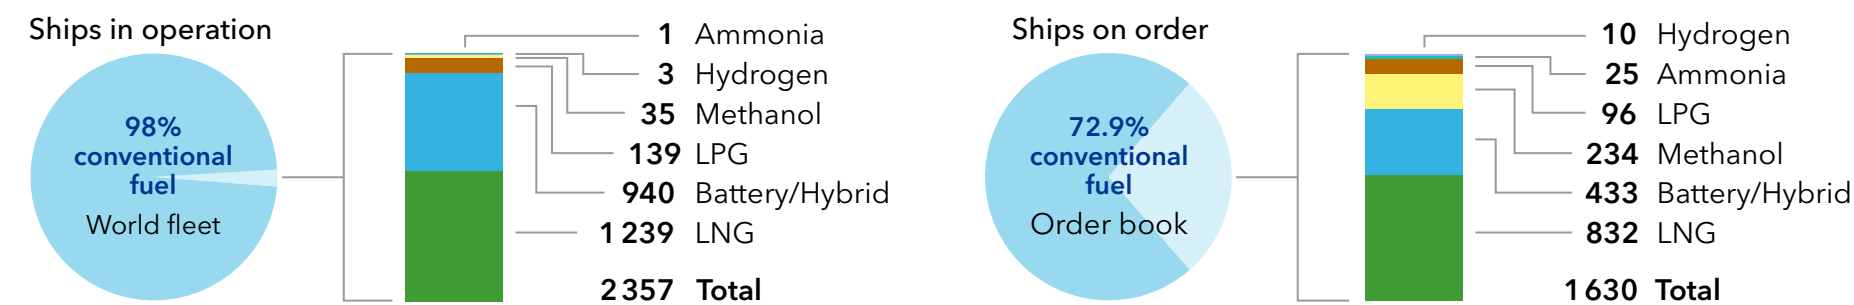 Ships in operation
98%
conventional
fuel
World fleet
1 Ammonia
3 Hydrogen
35 Methanol
139 LPG
940 Battery/Hybrid
1 239 LNG
2 357 Total
Ships on order
72.9%
conventional
fuel
Order book
10 Hydrogen
25 Ammonia
96 LPG
234 Methanol
433 Battery/Hybrid
832 LNG
1 630 Total